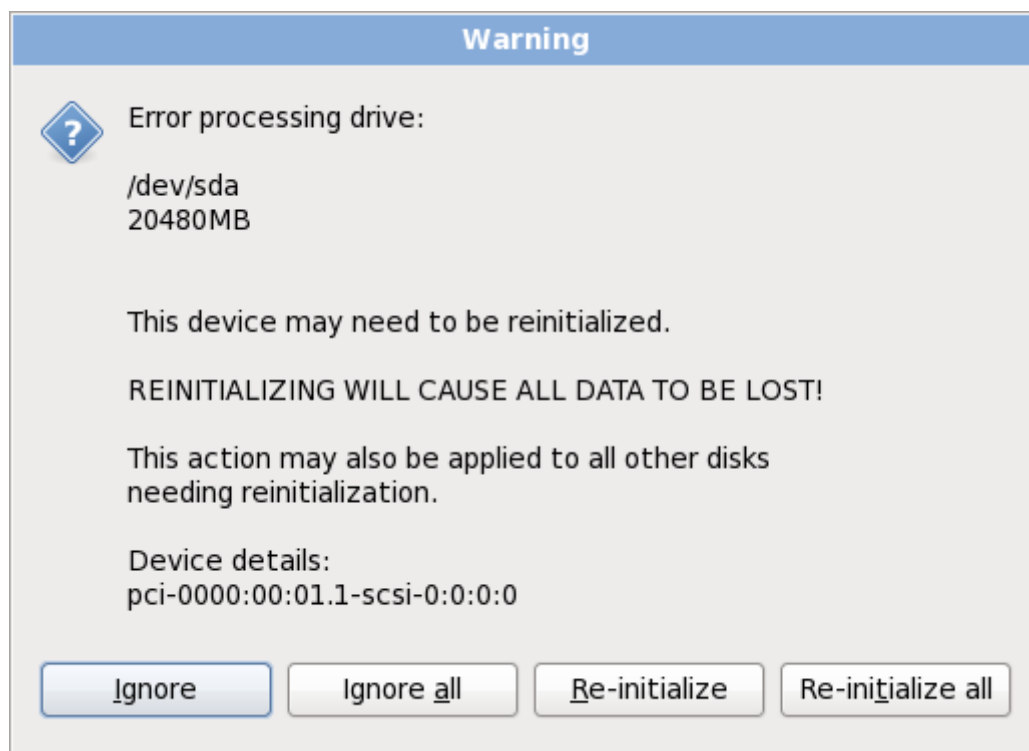 Warning
Error processing drive:
/dev/sda
20480MB
This device may need to be reinitialized.
REINITIALIZING WILL CAUSE ALL DATA TO BE LOST!
This action may also be applied to all other disks
needing reinitialization.
Device details:
pci-0000:00:01.1-scsi-0:0:0:0
Ignore
Ignore all
Re-initialize
Re-initialize all